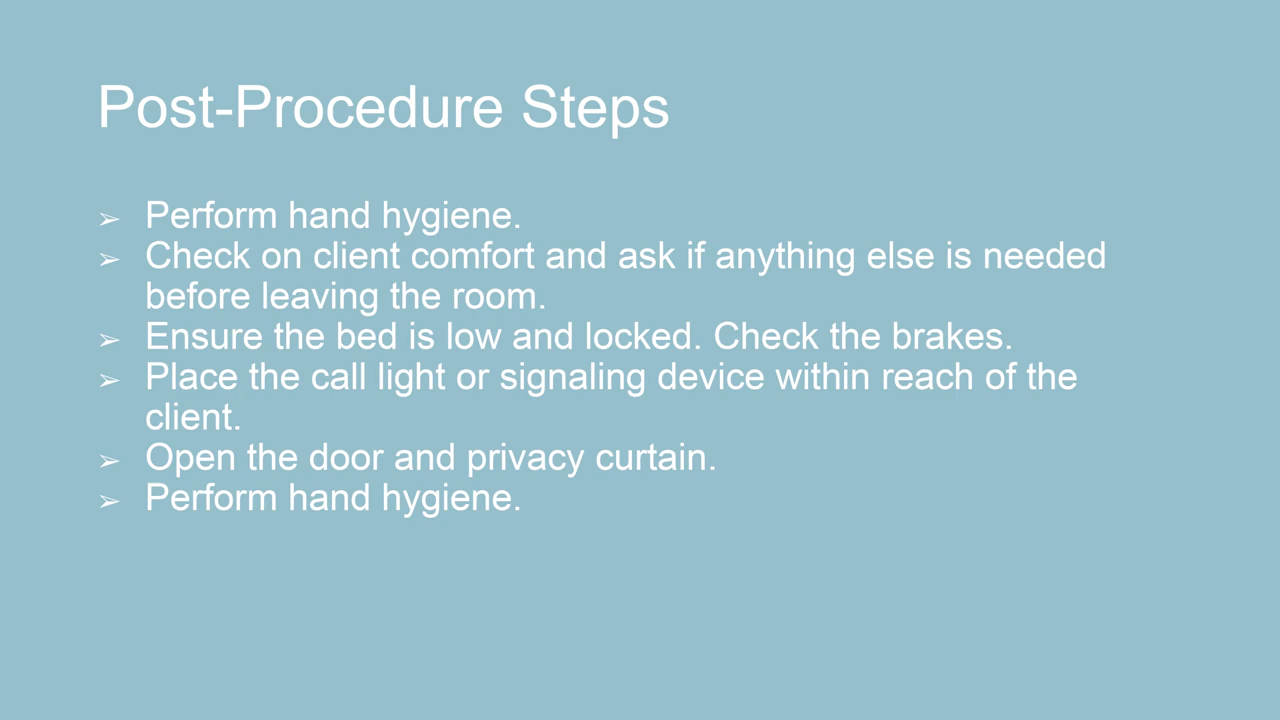 Post-Procedure Steps
➢ Perform hand hygiene.
➢ Check on client comfort and ask if anything else is needed
before leaving the room.
➢ Ensure the bed is low and locked. Check the brakes.
➢ Place the call light or signaling device within reach of the
client.
➢ Open the door and privacy curtain.
➢ Perform hand hygiene.